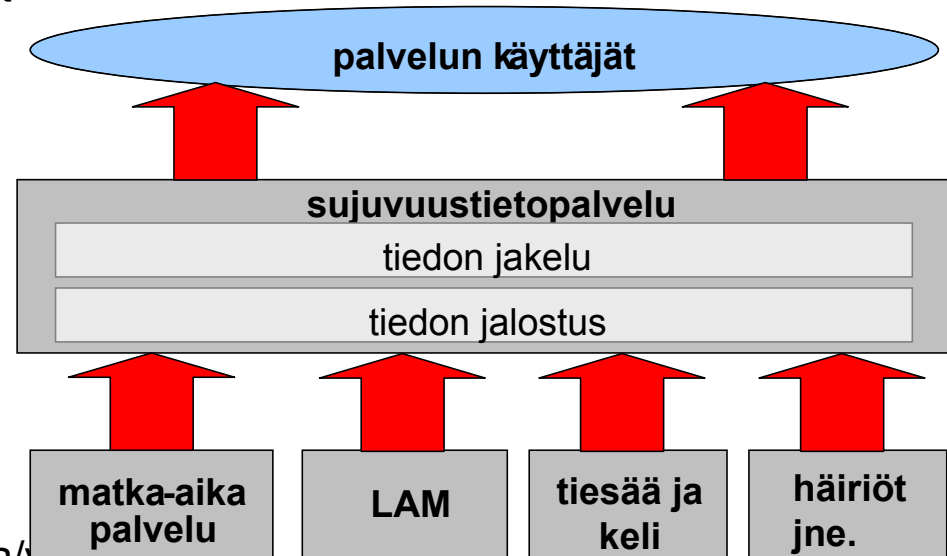 palvelun käyttäjät
sujuvuustietopalvelu
tiedon jakelu
tiedon jalostus
matka-aika
palvelu
LAM
tiesää ja
keli
häiriöt
jne.